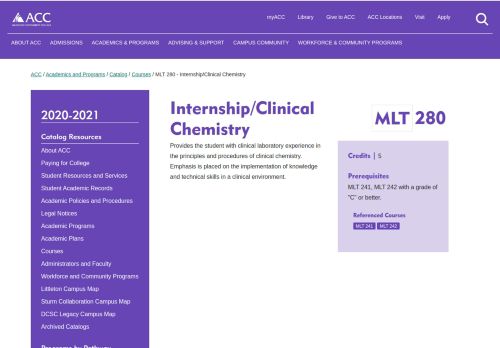 ACC
myACC Library Give to ACC ACC Locations Visit Apply
ABOUT ACC ADMISSIONS ACADEMICS & PROGRAMS ADVISING & SUPPORT CAMPUS COMMUNITY WORKFORCE & COMMUNITY PROGRAMS
ACC / Academics and Programs / Catalog / Courses / MLT 280 - Internship/Clinical Chemistry
2020-2021
Catalog Resources
About ACC
Paying for College
Student Resources and Services
Student Academic Records
Academic Policies and Procedures
Legal Notices
Academic Programs
Academic Plans
Courses
Administrators and Faculty
Workforce and Community Programs
Littleton Campus Map
Sturm Collaboration Campus Map
DCSC Legacy Campus Map
Archived Catalogs
Programs by Pathway
Internship/Clinical
Chemistry
Provides the student with clinical laboratory experience in
the principles and procedures of clinical chemistry.
Emphasis is placed on the implementation of knowledge
and technical skills in a clinical environment.
MLT 280
Credits | 5
Prerequisites
MLT 241, MLT 242 with a grade of
"C" or better.
Referenced Courses
MLT 241 MLT 242